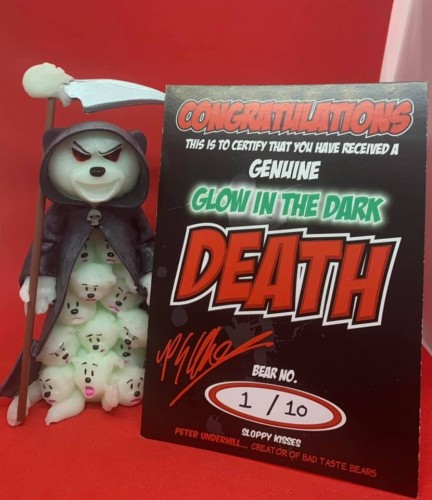 CONGRATULATIONS
THIS IS TO CERTIFY THAT YOU HAVE RECEIVED A
GENUINE
GLOW IN THE DARK
DEATH
BEAR NO.
1 / 10
SLOPPY KISSES
PETER UNDERHILL... CREATOR OF BAD TASTE BEARS